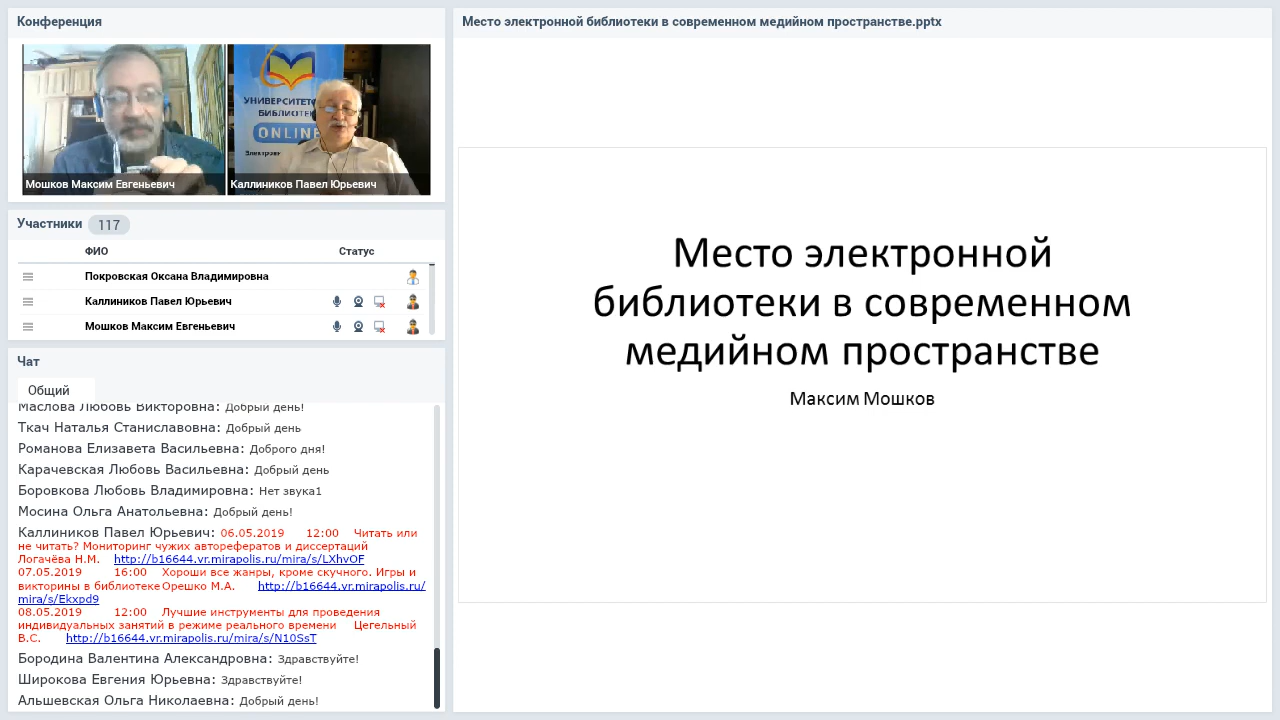 Конференция
УНИВЕРСИТЕТС
БИБЛИОТЕ
ONLINE
Мошков Максим Евгеньевич
Каллиников Павел Юрьевич
Участники 117
ФИО Статус
Покровская Оксана Владимировна
Каллиников Павел Юрьевич
Мошков Максим Евгеньевич
Чат
Общий
Маслова Любовь Викторовна: Добрый день!
Ткач Наталья Станиславовна: Добрый день
Романова Елизавета Васильевна: Доброго дня!
Карачевская Любовь Васильевна: Добрый день
Боровкова Любовь Владимировна: Нет звука1
Мосина Ольга Анатольевна: Добрый день!
Каллиников Павел Юрьевич: 06.05.2019 12:00 Читать или
не читать? Мониторинг чужих авторефератов и диссертаций
Логачёва Н.М. http://b16644.vr.mirapolis.ru/mira/s/LXhvOF
07.05.2019 16:00 Хороши все жанры, кроме скучного. Игры и
викторины в библиотеке Орешко М.А. http://b16644.vr.mirapolis.ru/
mira/s/Ekxpd9
08.05.2019 12:00 Лучшие инструменты для проведения
индивидуальных занятий в режиме реального времени Цегельный
В.С. http://b16644.vr.mirapolis.ru/mira/s/N10SsT
Бородина Валентина Александровна: Здравствуйте!
Широкова Евгения Юрьевна: Здравствуйте!
Альшевская Ольга Николаевна: Добрый день!
Место электронной библиотеки в современном медийном пространстве.pptx
Место электронной
библиотеки в современном
медийном пространстве
Максим Мошков